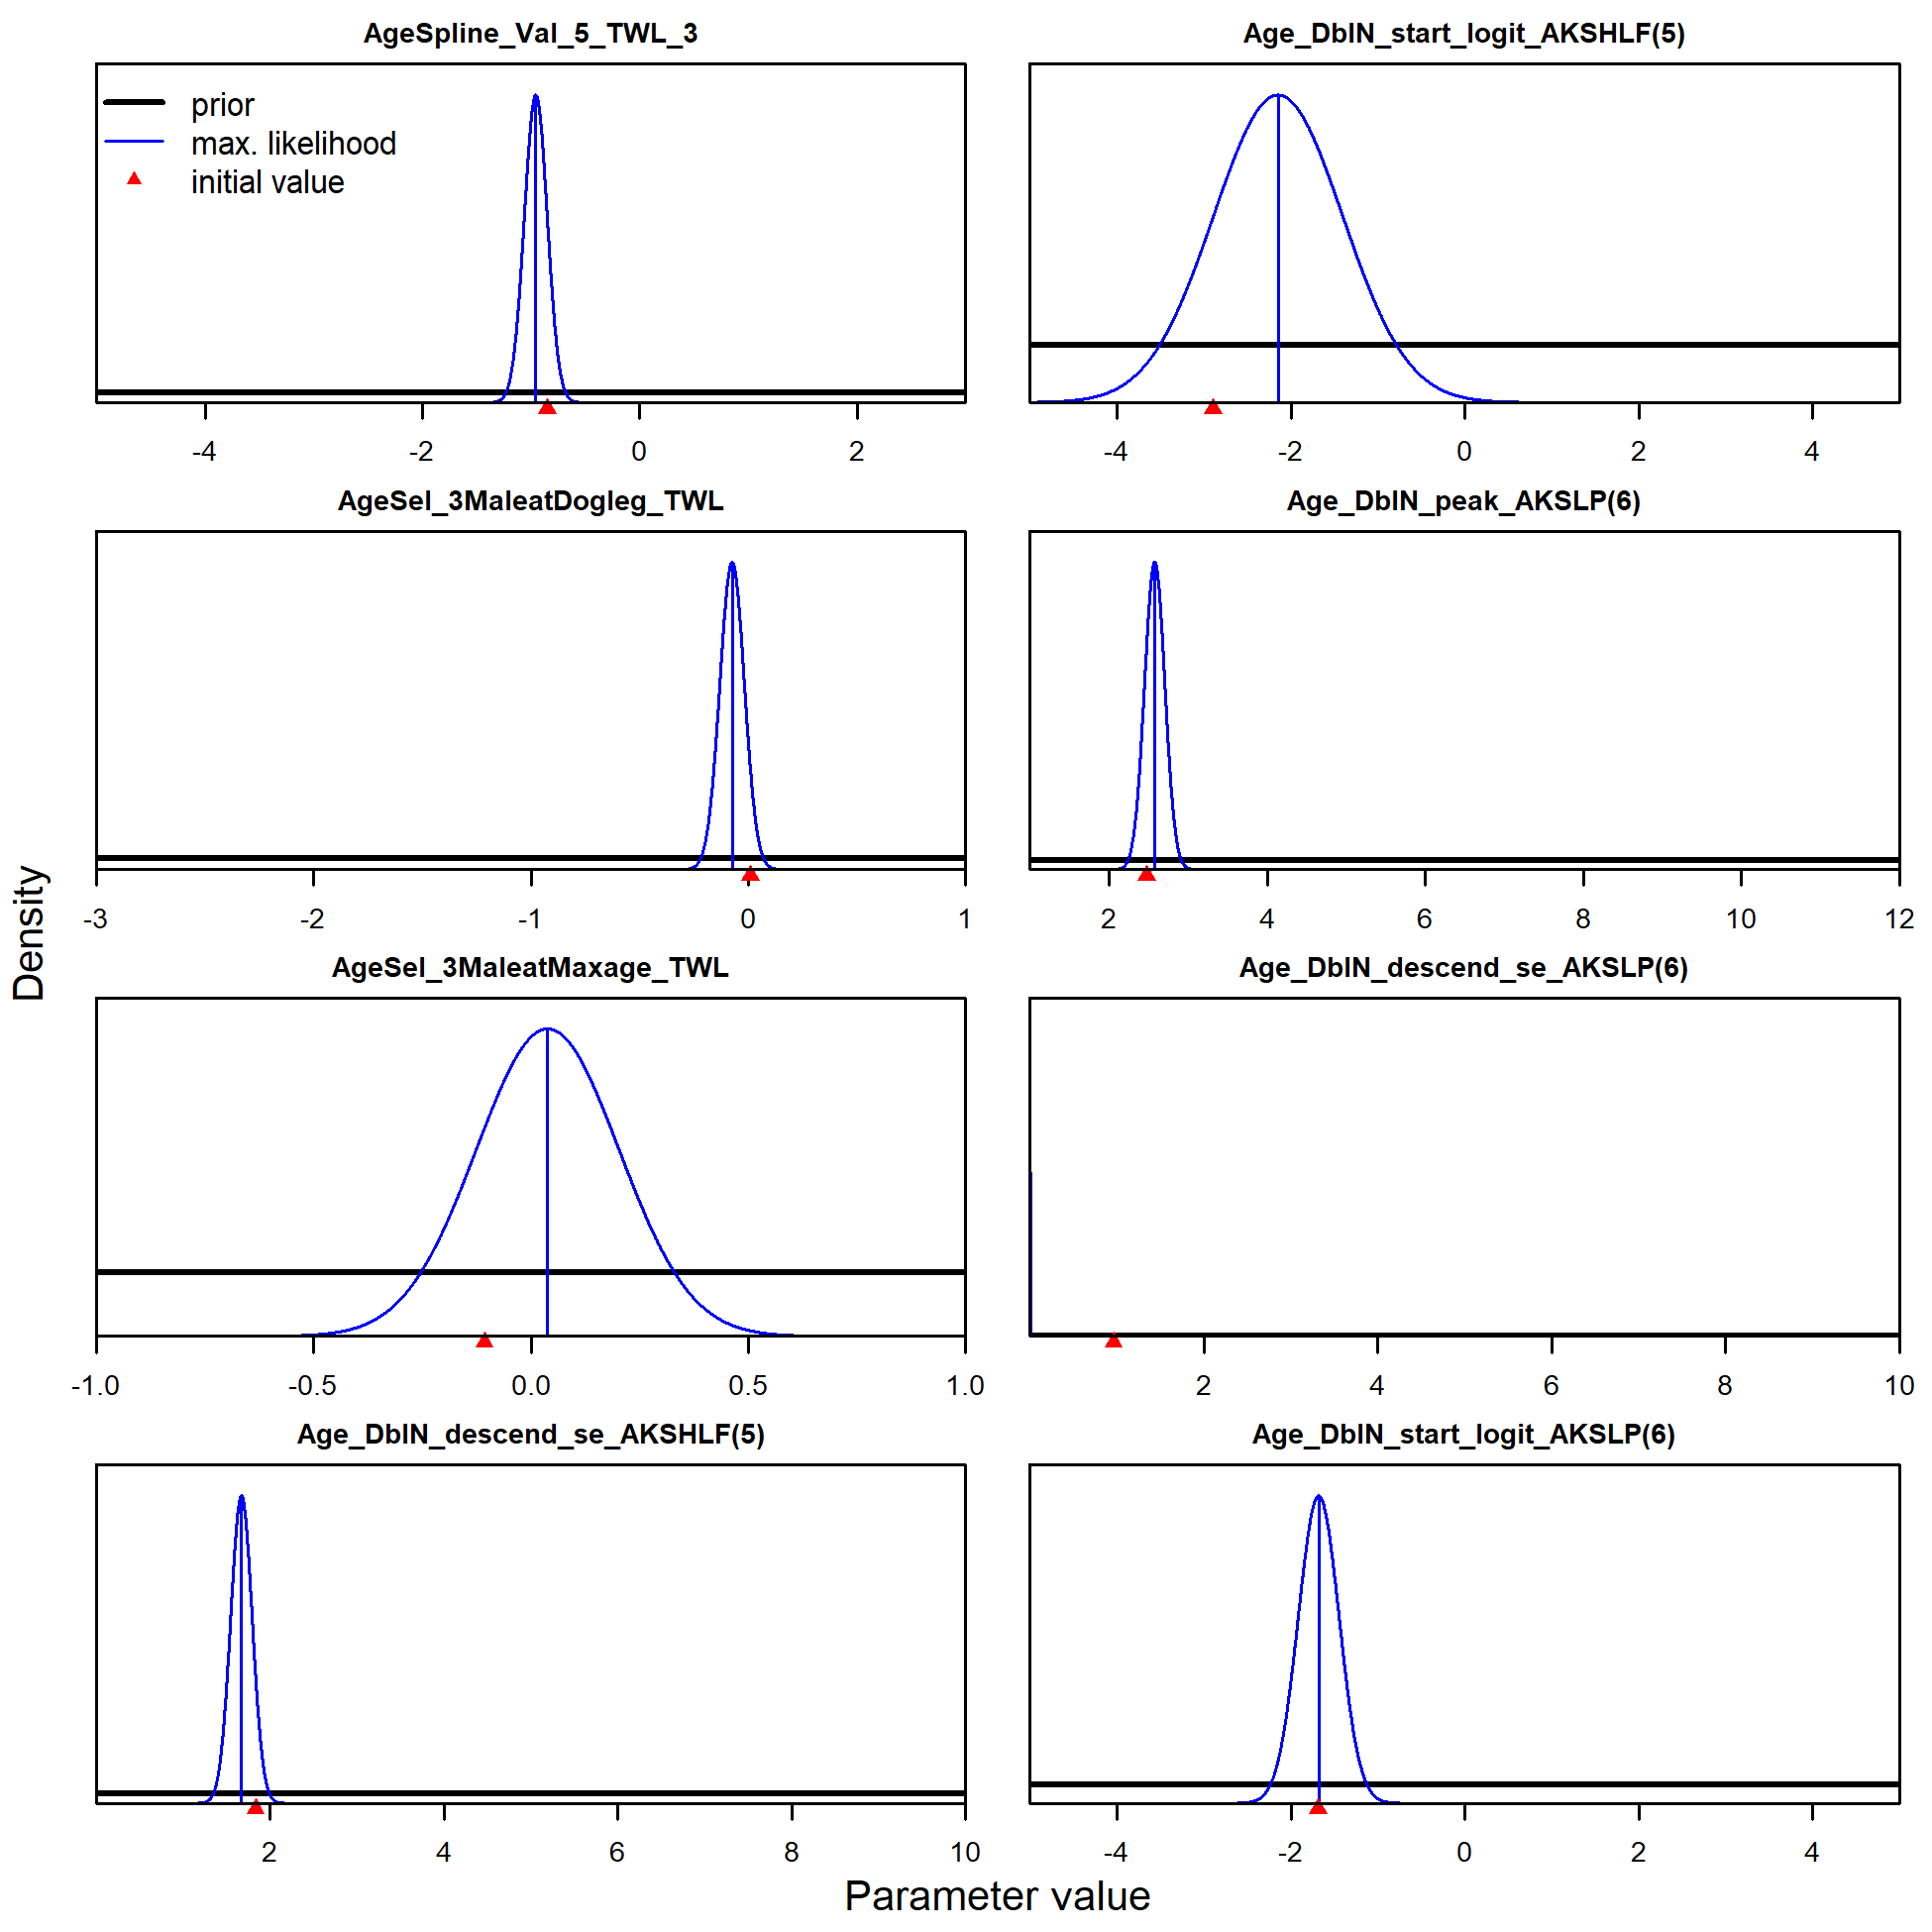 AgeSpline_Val_5_TWL_3
prior
max. likelihood
initial value
-4 -2 0 2
Age_DblN_start_logit_AKSHLF(5)
-4 -2 0 2 4
AgeSel_3MaleatDogleg_TWL
-3 -2 -1 0 1
Age_DblN_peak_AKSLP(6)
2 4 6 8 10 12
AgeSel_3MaleatMaxage_TWL
-1.0 -0.5 0.0 0.5 1.0
Age_DblN_descend_se_AKSLP(6)
2 4 6 8 10
Age_DblN_descend_se_AKSHLF(5)
2 4 6 8 10
Age_DblN_start_logit_AKSLP(6)
-4 -2 0 2 4
Density
Parameter value